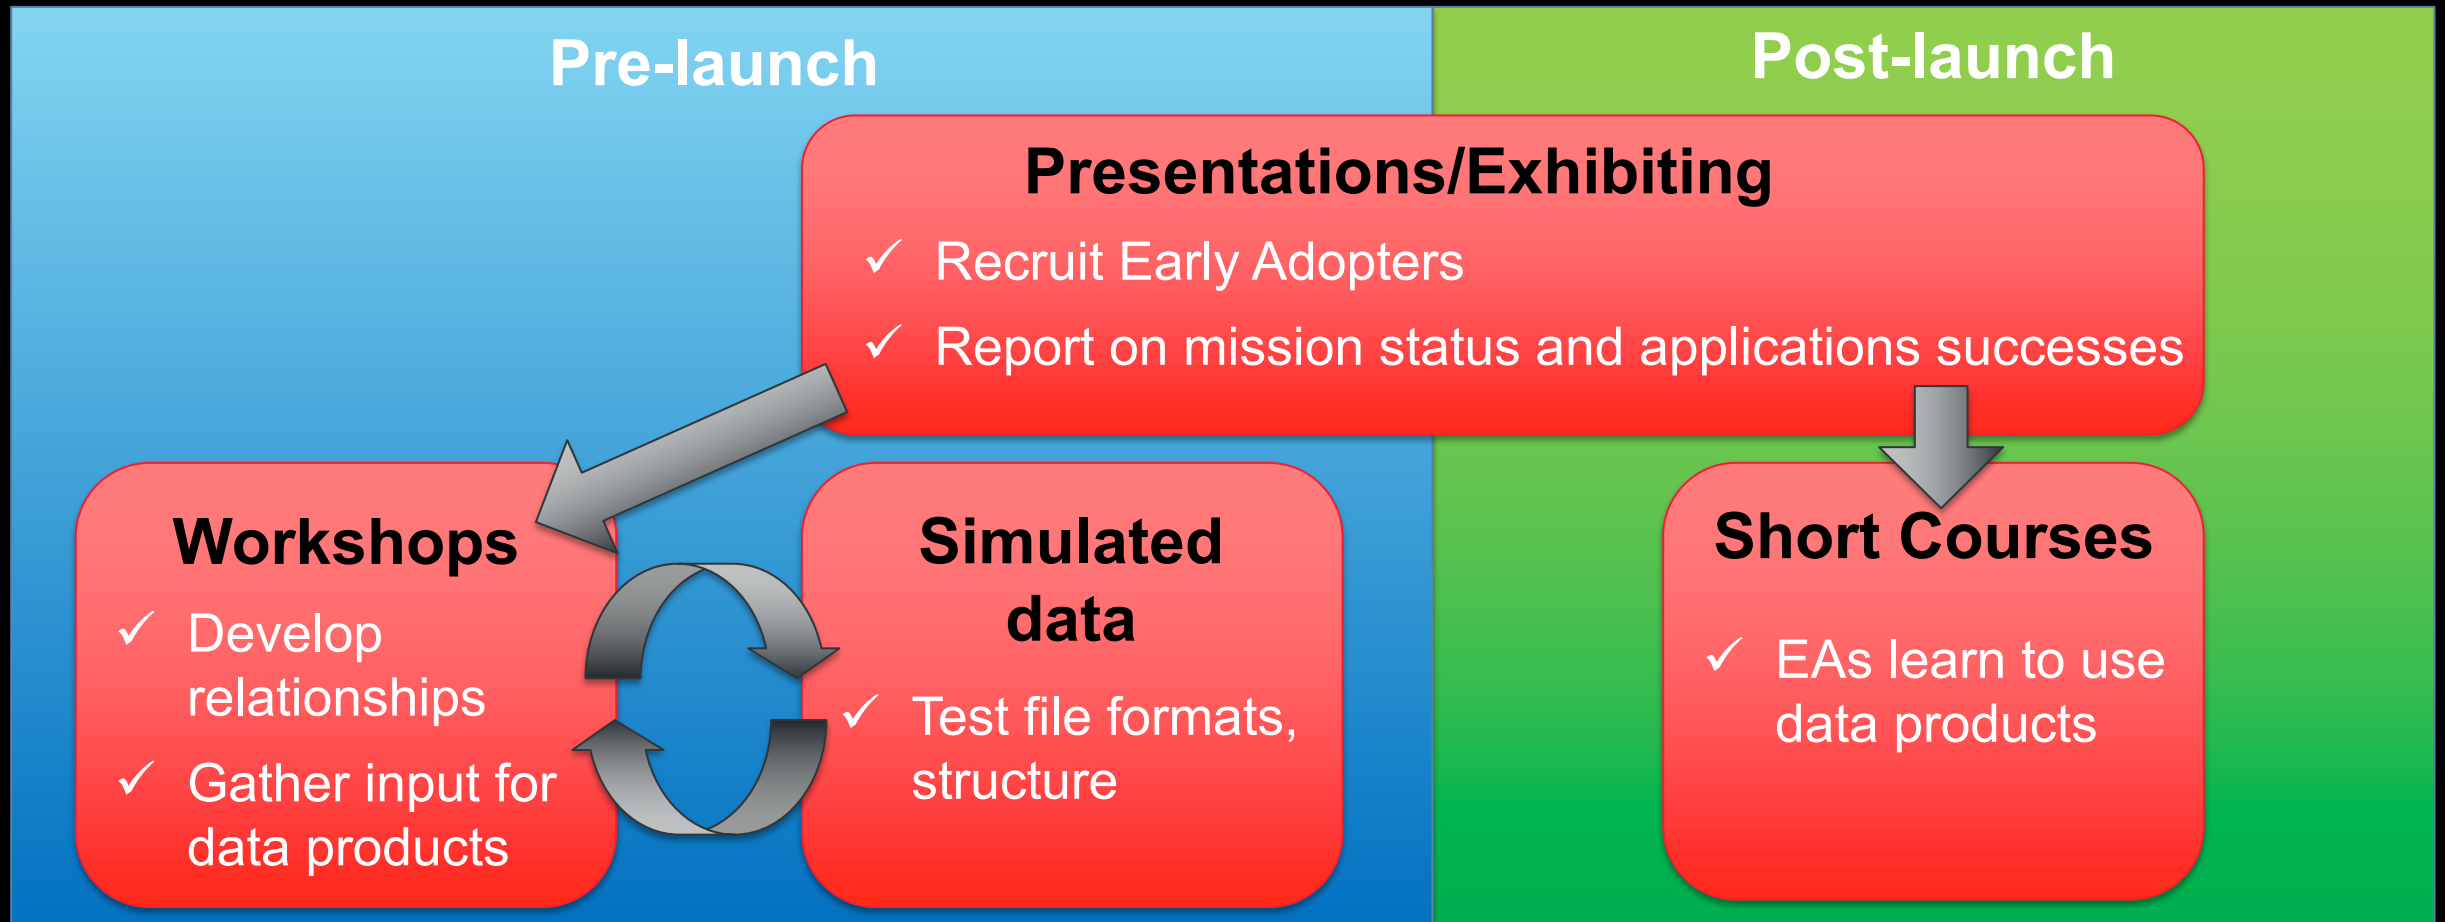 Pre-launch
Post-launch
Presentations/Exhibiting
✓ Recruit Early Adopters
✓ Report on mission status and applications successes
Workshops
✓ Develop
relationships
✓ Gather input for
data products
Simulated
data
✓ Test file formats,
structure
Short Courses
✓ EAs learn to use
data products